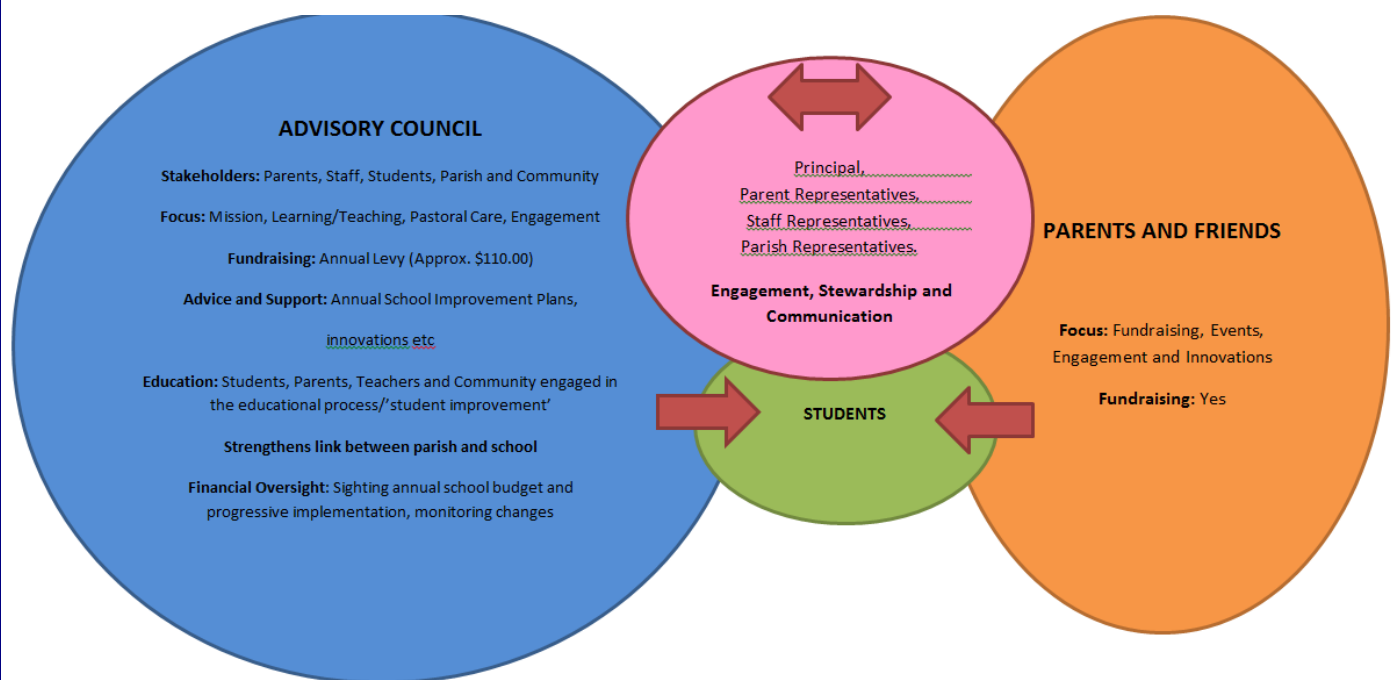 ADVISORY COUNCIL
Stakeholders: Parents, Staff, Students, Parish and Community
Focus: Mission, Learning/Teaching, Pastoral Care, Engagement
Fundraising: Annual Levy (Approx. $110.00)
Advice and Support: Annual School Improvement Plans,
innovations etc
Education: Students, Parents, Teachers and Community engaged in
the educational process/’student improvement’
Strengthens link between parish and school
Financial Oversight: Sighting annual school budget and
progressive implementation, monitoring changes
Principal,
Parent Representatives,
Staff Representatives,
Parish Representatives.
Engagement, Stewardship and
Communication
STUDENTS
PARENTS AND FRIENDS
Focus: Fundraising, Events,
Engagement and Innovations
Fundraising: Yes